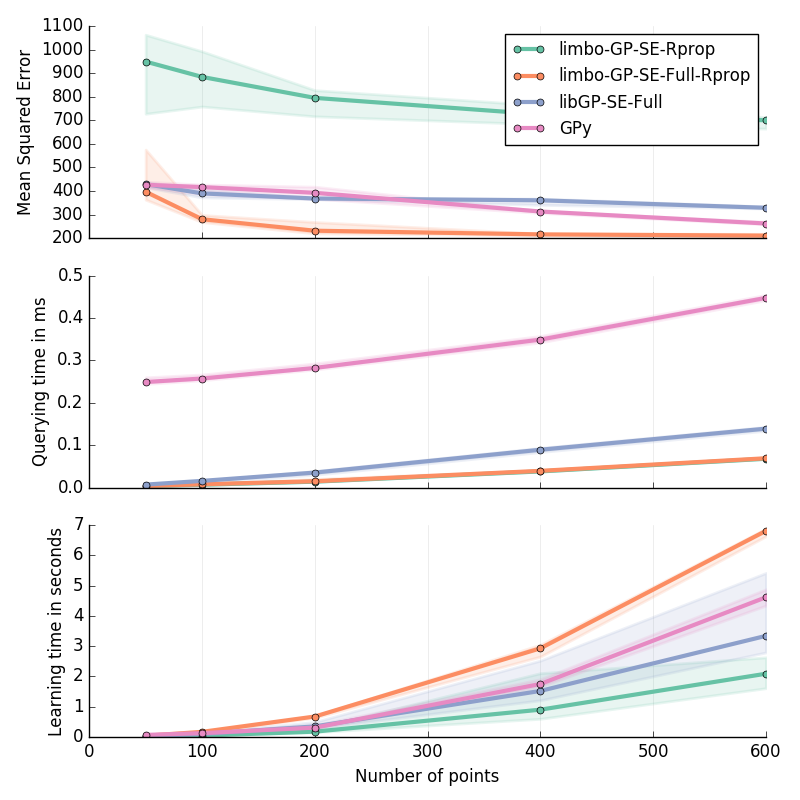 Mean Squared Error
1100
1000
900
800
700
600
500
400
300
200
limbo-GP-SE-Rprop
limbo-GP-SE-Full-Rprop
libGP-SE-Full
GPy
Querying time in ms
0.5
0.4
0.3
0.2
0.1
0.0
Learning time in seconds
7
6
5
4
3
2
1
0
0 100 200 300 400 500 600
Number of points